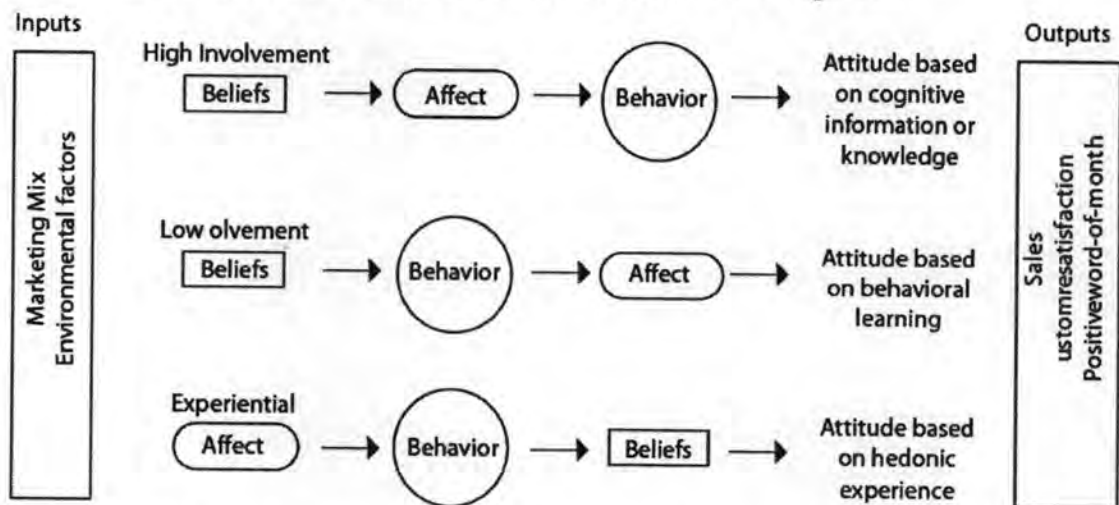 Inputs
Marketing Mix
Environmental factors
High Involvement
Beliefs
Affect
Behavior
Attitude based
on cognitive
information or
knowledge
Low olvement
Beliefs
Behavior
Affect
Attitude based
on behavioral
learning
Experiential
Affect
Behavior
Beliefs
Attitude based
on hedonic
experience
Outputs
Sales
ustomresatisfaction
Positiveword-of-month